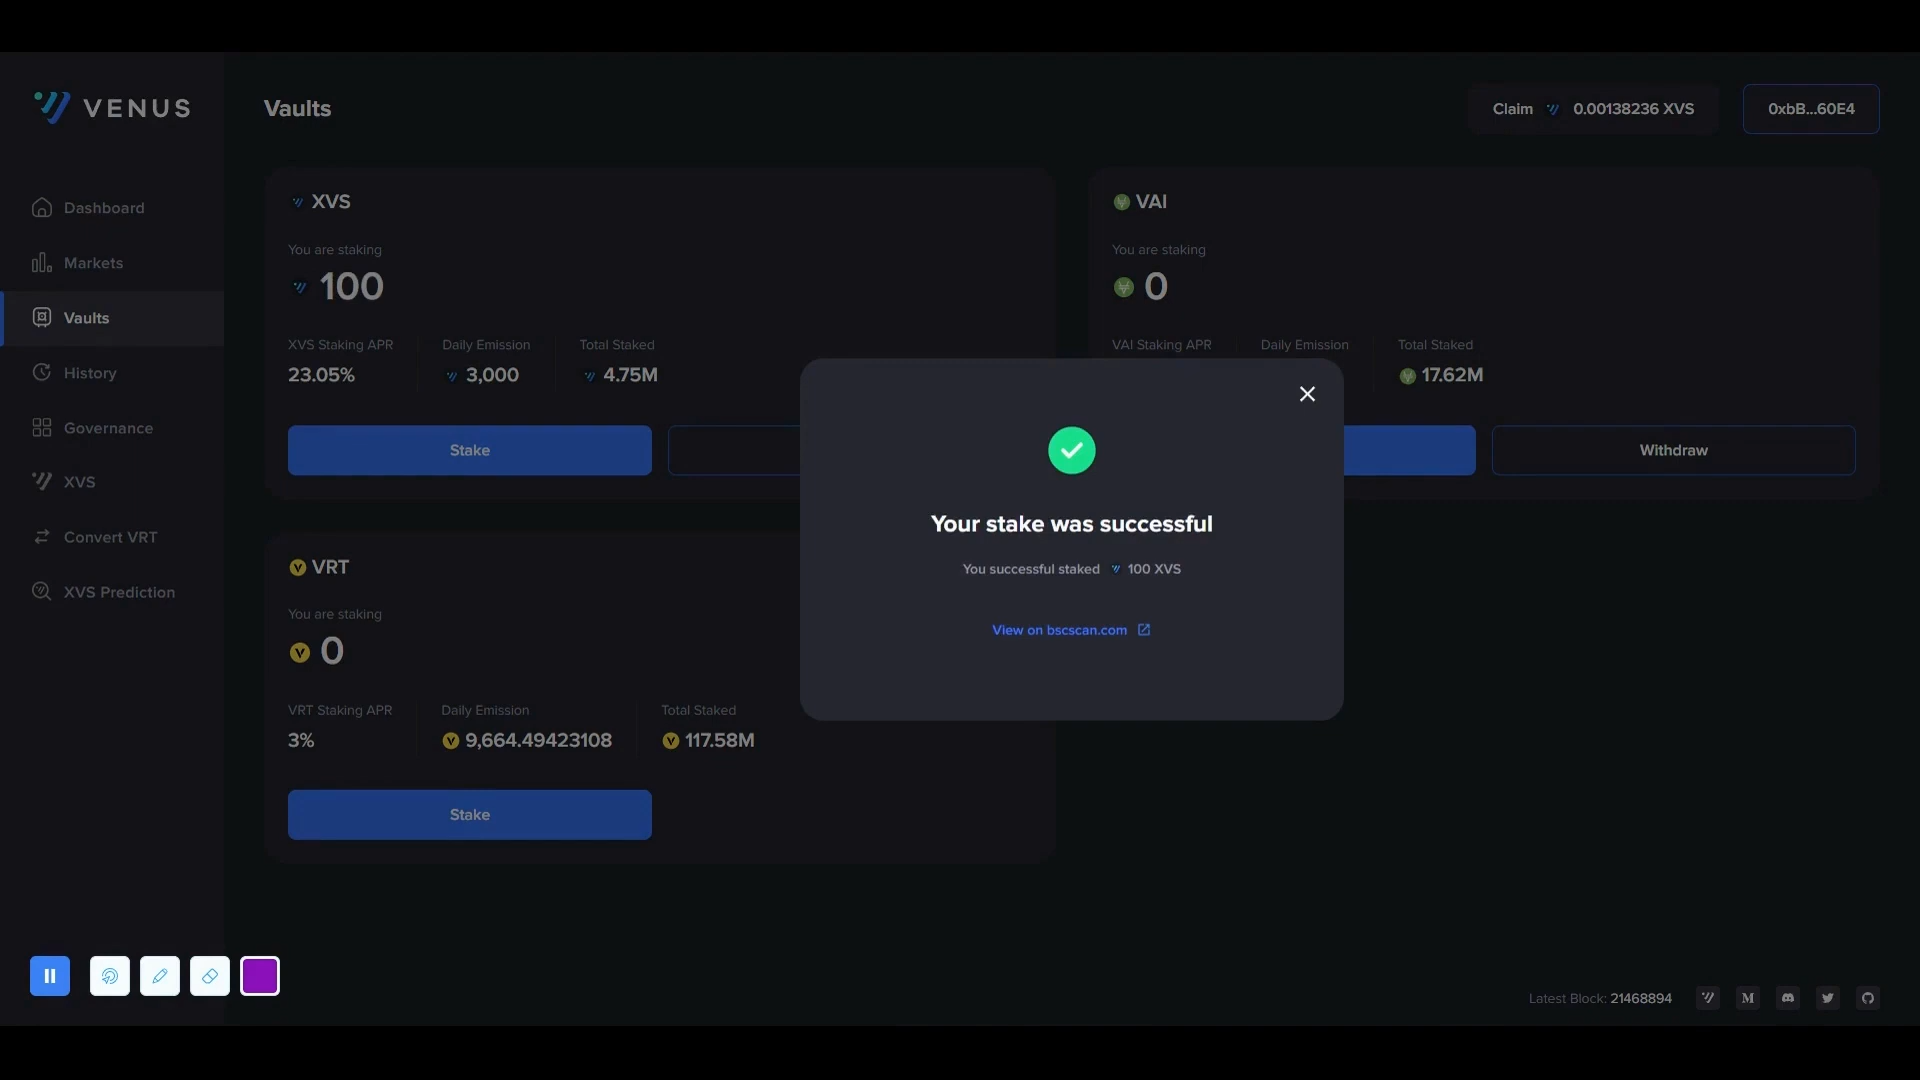 VENUS
Vaults
Claim 0.00138236 XVS
0xbB...60E4
Dashboard
Markets
Vaults
History
Governance
XVS
Convert VRT
XVS Prediction
XVS
You are staking
100
XVS Staking APR Daily Emission Total Staked
23.05% 3,000 4.75M
Stake
VAI
You are staking
0
VAI Staking APR Daily Emission Total Staked
17.62M
Withdraw
Your stake was successful
You successful staked 100 XVS
View on bscscan.com
VRT
You are staking
0
VRT Staking APR Daily Emission Total Staked
3% 9,664.49423108 117.58M
Stake
Latest Block: 21468894